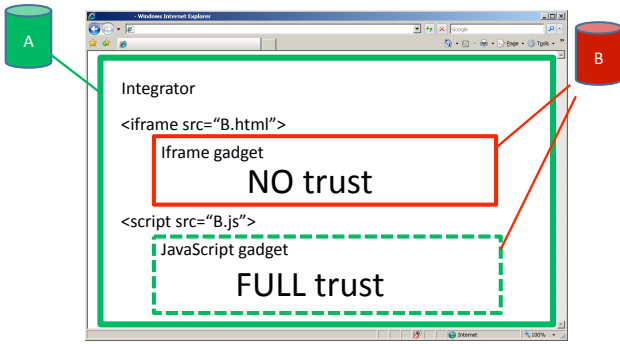 - Windows Internet Explorer
A
Google
Page
Tools
B
Integrator
<iframe src=“B.html”>
Iframe gadget
NO trust
<script src=“B.js”>
JavaScript gadget
FULL trust
Internet
100%